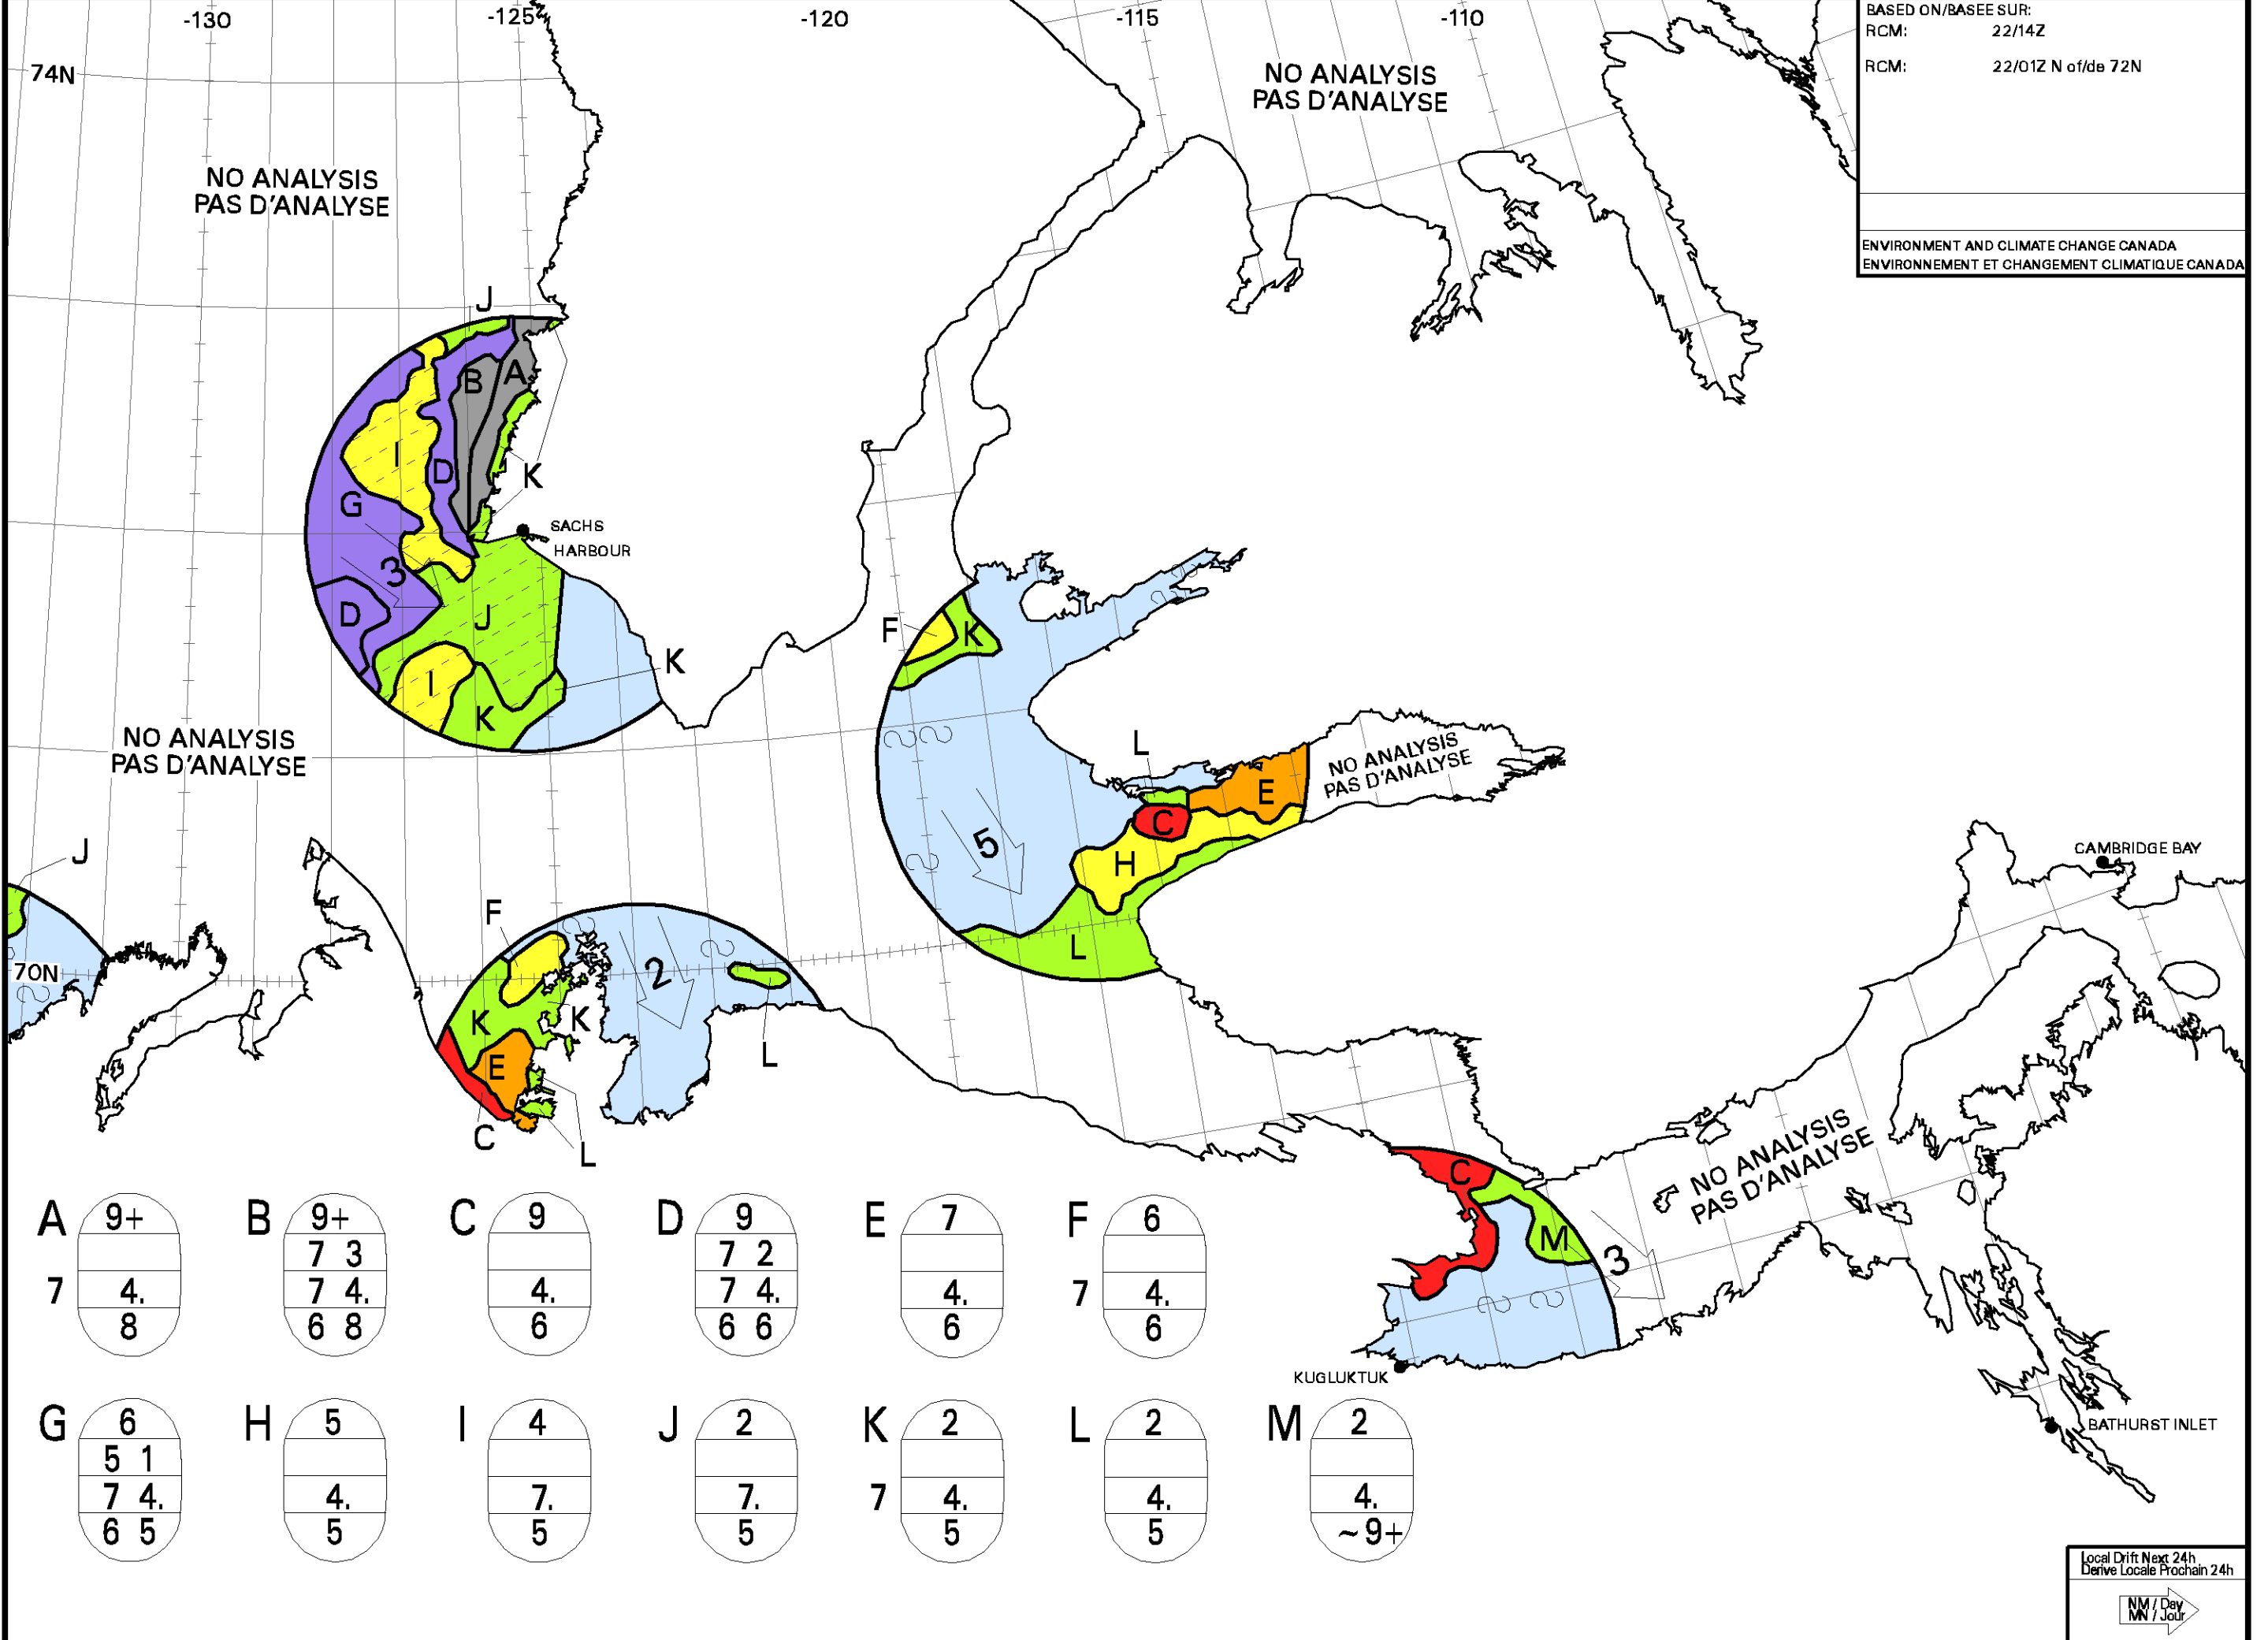 -130
-125
-120
-115
-110
BASED ON/BASEE SUR:
RCM: 22/14Z
RCM: 22/01Z N of/de 72N
ENVIRONMENT AND CLIMATE CHANGE CANADA
ENVIRONNEMENT ET CHANGEMENT CLIMATIQUE CANADA
74N
NO ANALYSIS
PAS D'ANALYSE
NO ANALYSIS
PAS D'ANALYSE
J
B
A
I
D
K
G
SACHS
HARBOUR
3
D
J
K
I
K
F
K
NO ANALYSIS
PAS D'ANALYSE
L
NO ANALYSIS
PAS D'ANALYSE
E
C
5
H
L
J
CAMBRIDGE BAY
F
70N
2
K
K
E
L
C
L
NO ANALYSIS
PAS D'ANALYSE
C
M
3
KUGLUKTUK
BATHURST INLET
A 9+
7 4.
8
B 9+
7 3
7 4.
6 8
C 9
4.
6
D 9
7 2
7 4.
6 6
E 7
4.
6
F 6
7 4.
6
G 6
5 1
7 4.
6 5
H 5
4.
5
I 4
7.
5
J 2
7.
5
K 2
7 4.
5
L 2
4.
5
M 2
4.
~9+
Local Drift Next 24h
Derive Locale Prochain 24h
NM / Day
MN / Jour